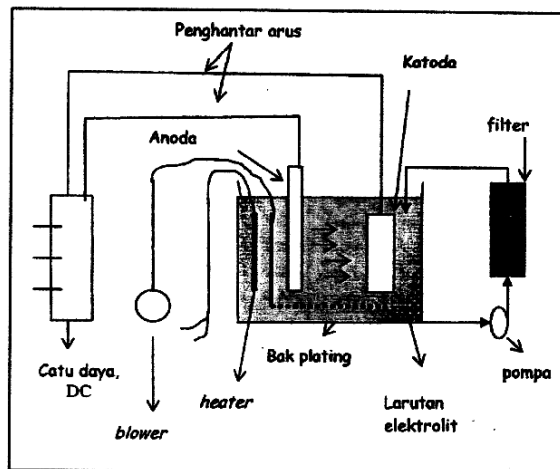 Penghantar arus
Katoda
Anoda
filter
Catu daya,
DC
blower
heater
Bak plating
Larutan
elektrolit
pompa